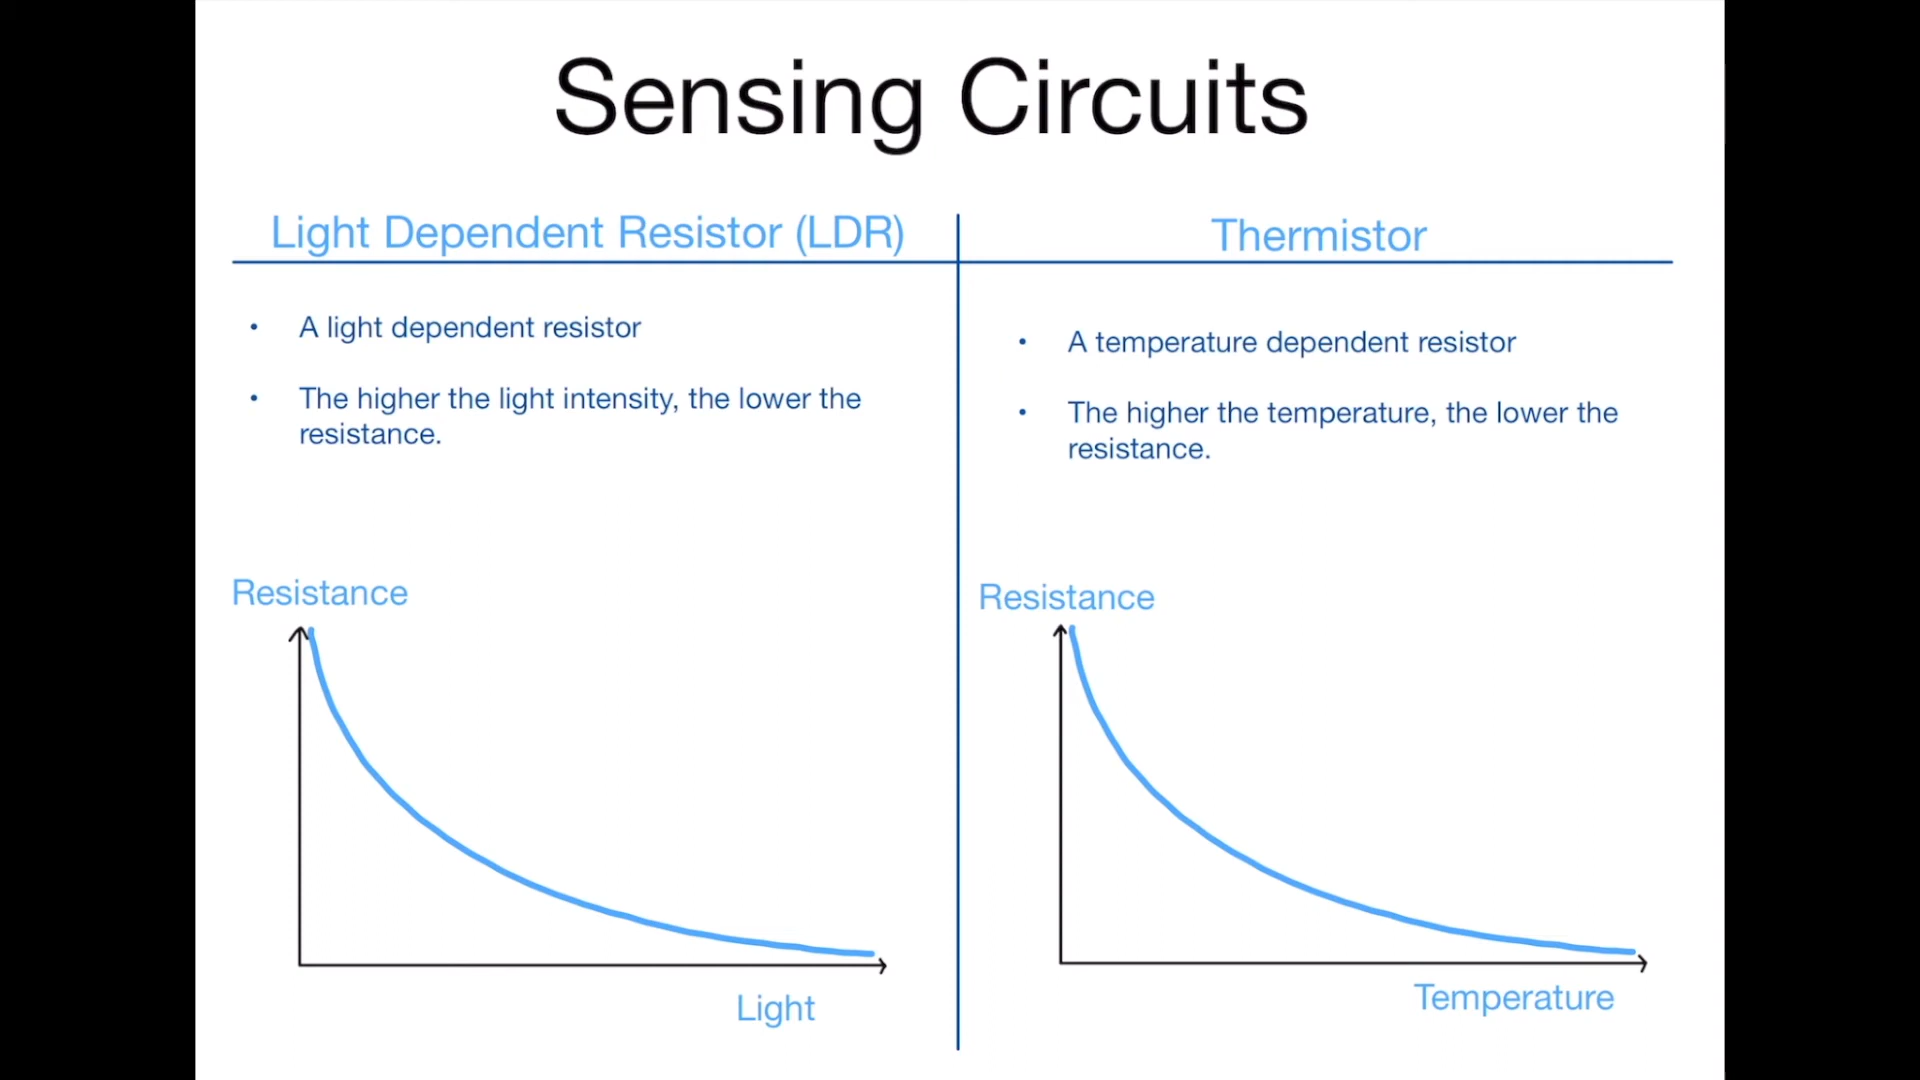 Sensing Circuits
Light Dependent Resistor (LDR)
• A light dependent resistor
• The higher the light intensity, the lower the
resistance.
Resistance
Light
Thermistor
• A temperature dependent resistor
• The higher the temperature, the lower the
resistance.
Resistance
Temperature